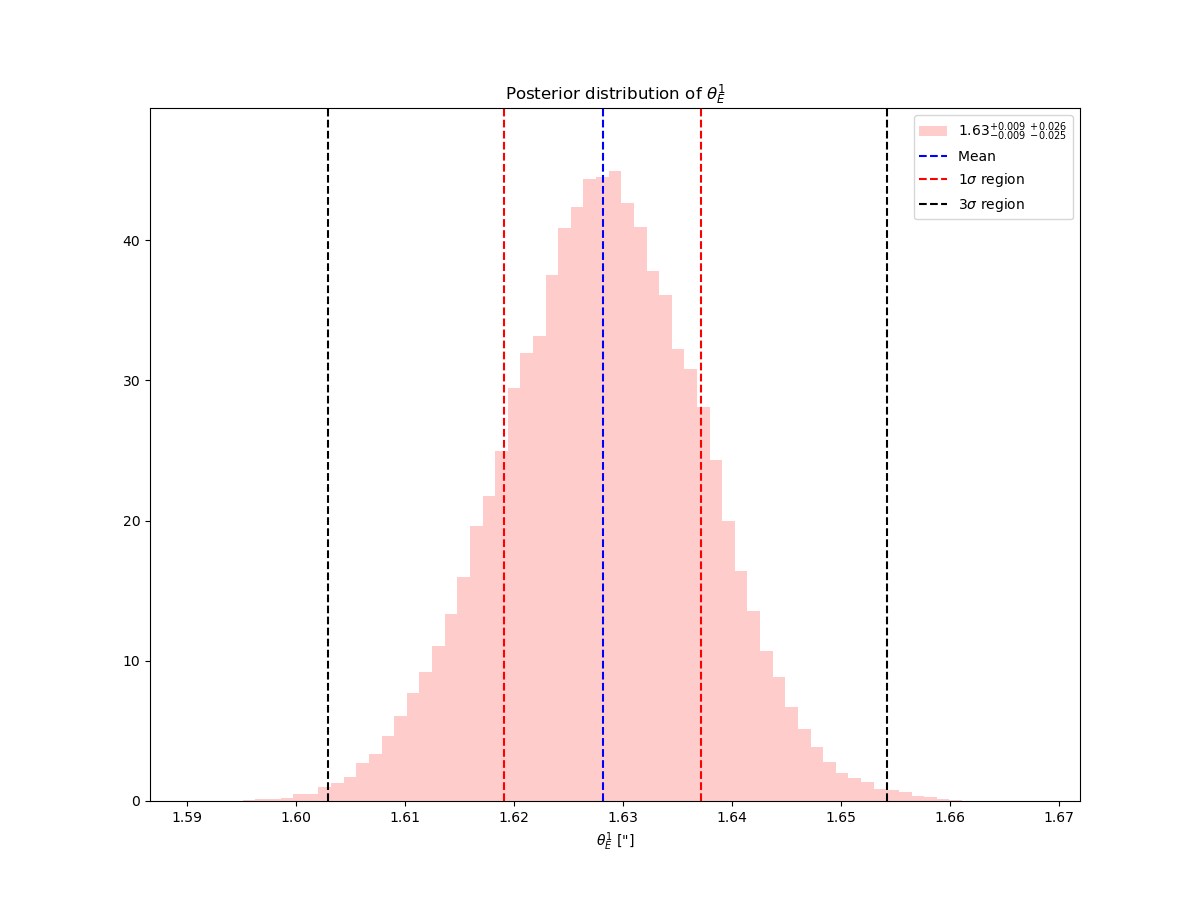 Posterior distribution of θ_E^1
1.63^{+0.009}_{-0.009} ^{+0.026}_{-0.025}
Mean
1σ region
3σ region
40
30
20
10
0
1.59 1.60 1.61 1.62 1.63 1.64 1.65 1.66 1.67
θ_E^1 ["]